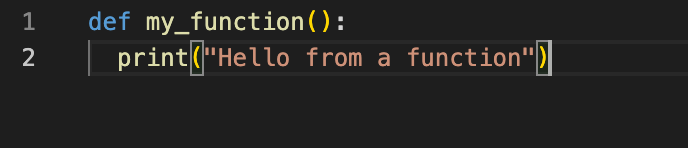 1 def my_function():
2   print("Hello from a function")